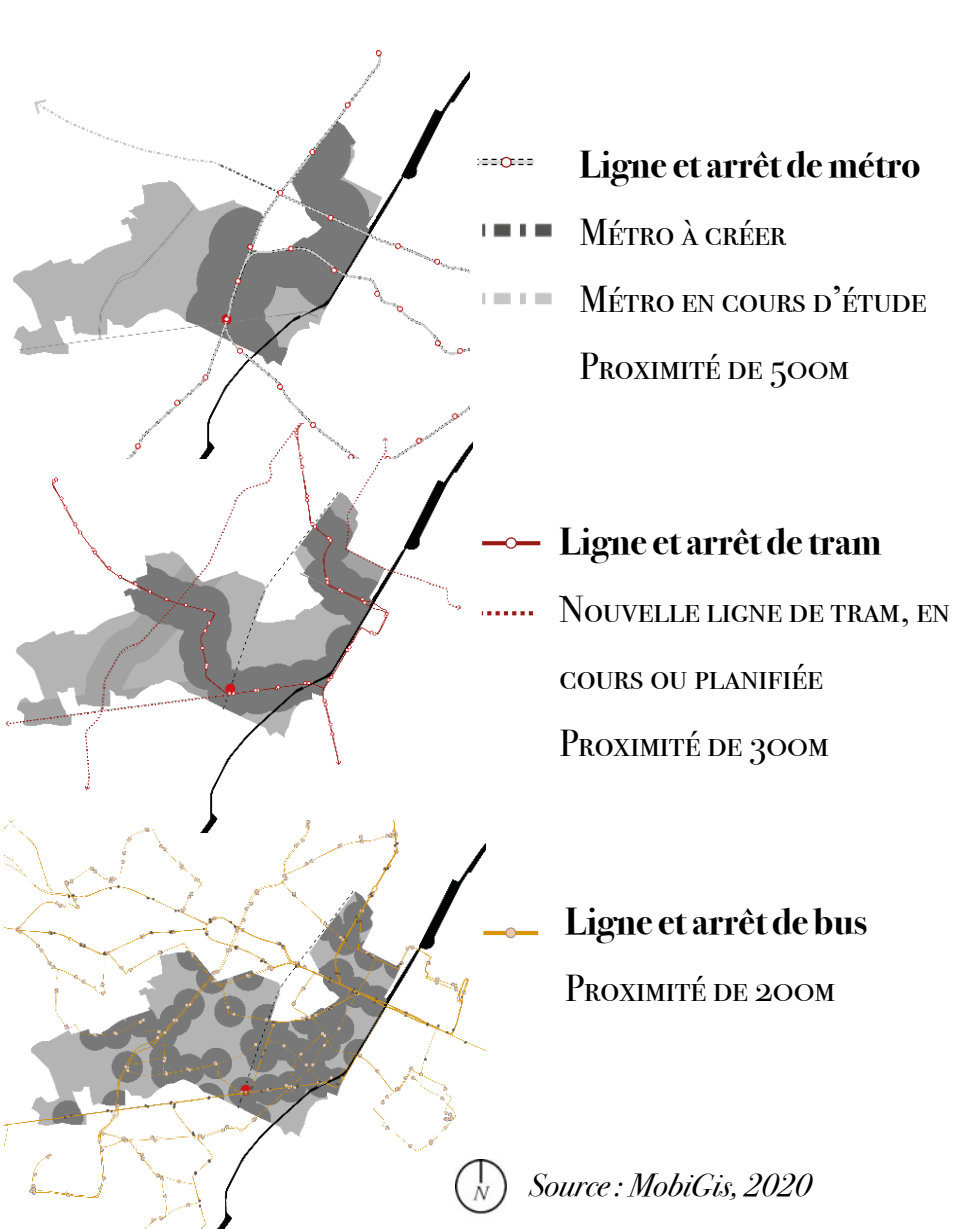 Ligne et arrêt de métro
Métro à créer
Métro en cours d'étude
Proximité de 500m
Ligne et arrêt de tram
Nouvelle ligne de tram, en
cours ou planifiée
Proximité de 300m
Ligne et arrêt de bus
Proximité de 200m
N
Source : MobiGis, 2020